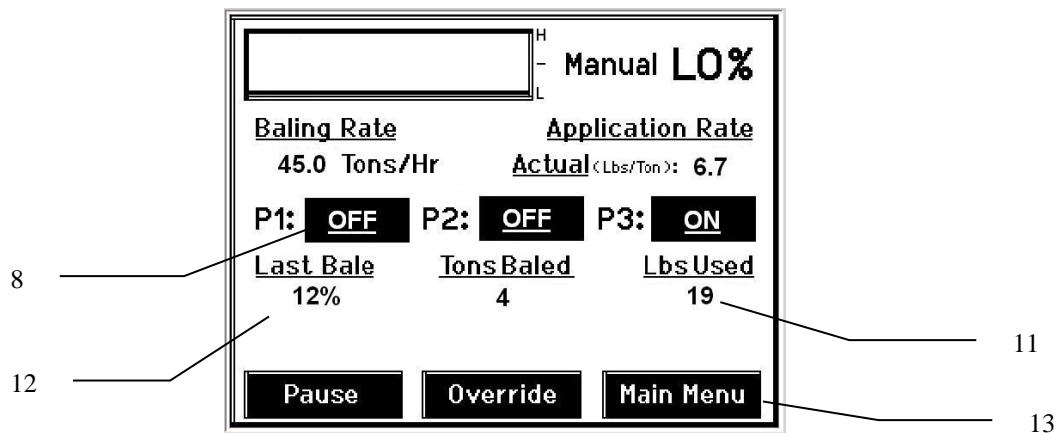 H
–
L
Manual LO%
Baling Rate Application Rate
45.0 Tons/Hr Actual (Lbs/Ton): 6.7
P1: OFF P2: OFF P3: ON
8
Last Bale Tons Baled Lbs Used
12% 4 19
11
12
Pause Override Main Menu
13